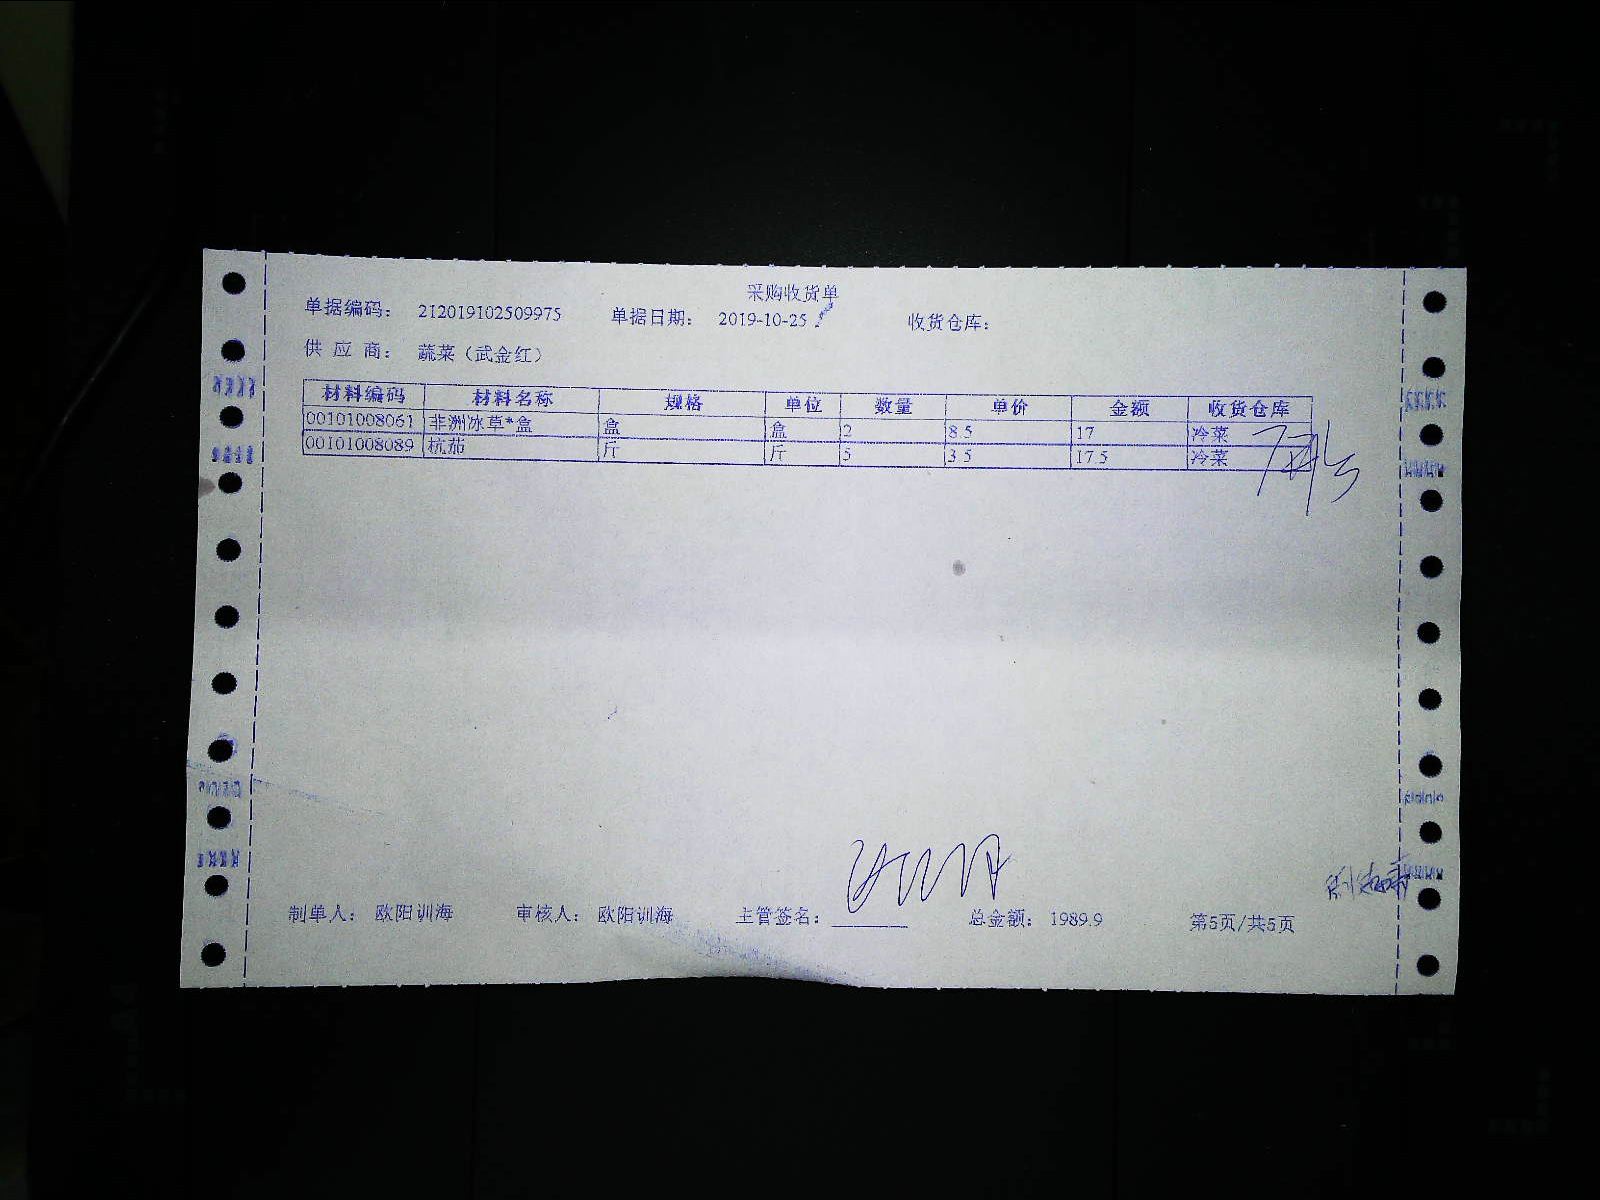 采购收货单
单据编码： 212019102509975 单据日期： 2019-10-25 收货仓库：
供 应 商： 蔬菜（武金红）
材料编码 材料名称 规格 单位 数量 单价 金额 收货仓库
00101008061 非洲冰草*盒 盒 盒 2 8.5 17 冷菜
00101008089 杭茄 斤 斤 5 3.5 17.5 冷菜
制单人： 欧阳训海 审核人： 欧阳训海 主管签名： 总金额： 1989.9 第5页/共5页